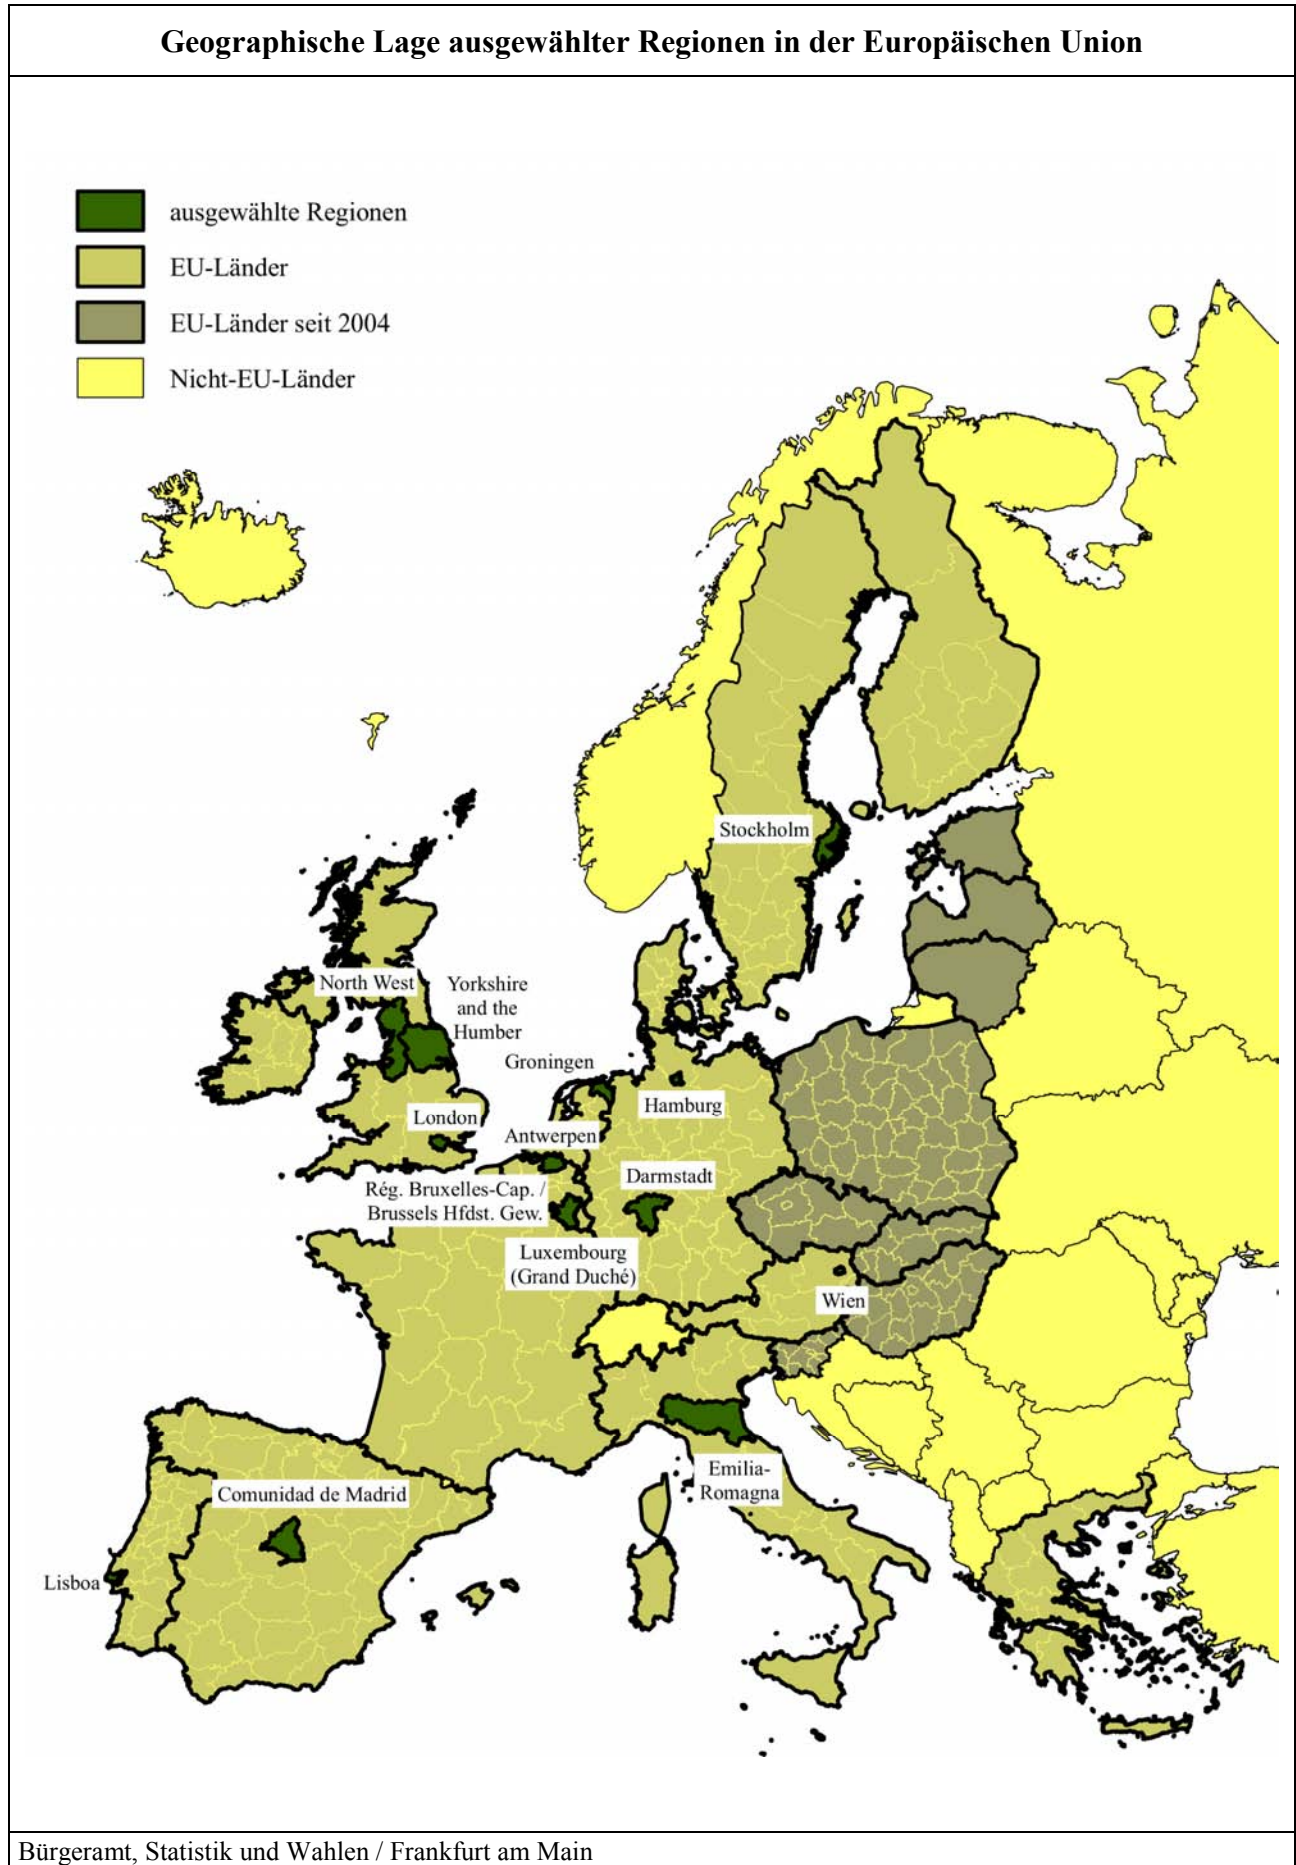 Geographische Lage ausgewählter Regionen in der Europäischen Union
ausgewählte Regionen
EU-Länder
EU-Länder seit 2004
Nicht-EU-Länder
Stockholm
North West
Yorkshire
and the
Humber
Groningen
Hamburg
London
Antwerpen
Darmstadt
Rég. Bruxelles-Cap. /
Brussels Hfdst. Gew.
Luxembourg
(Grand Duché)
Wien
Emilia-
Romagna
Comunidad de Madrid
Lisboa
Bürgeramt, Statistik und Wahlen / Frankfurt am Main